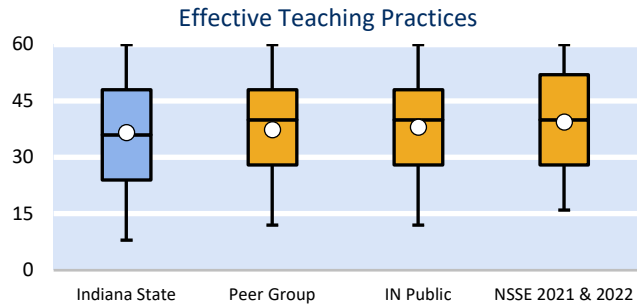 Effective Teaching Practices
60
45
30
15
0
Indiana State
Peer Group
IN Public
NSSE 2021 & 2022